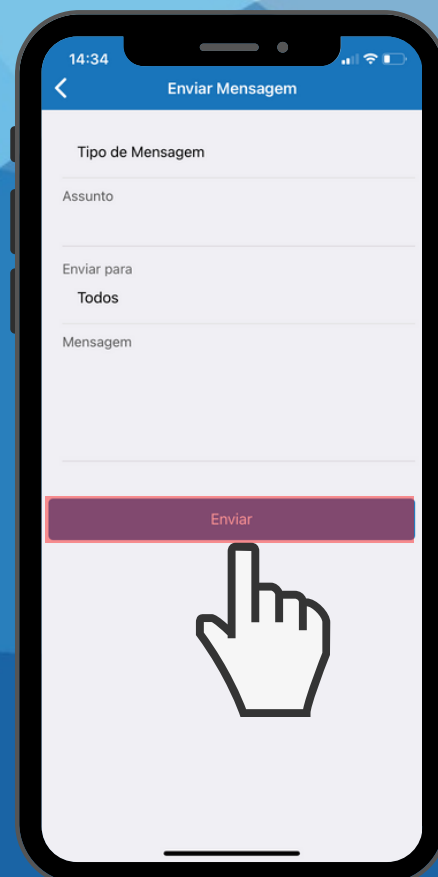 14:34
Enviar Mensagem
Tipo de Mensagem
Assunto
Enviar para
Todos
Mensagem
Enviar